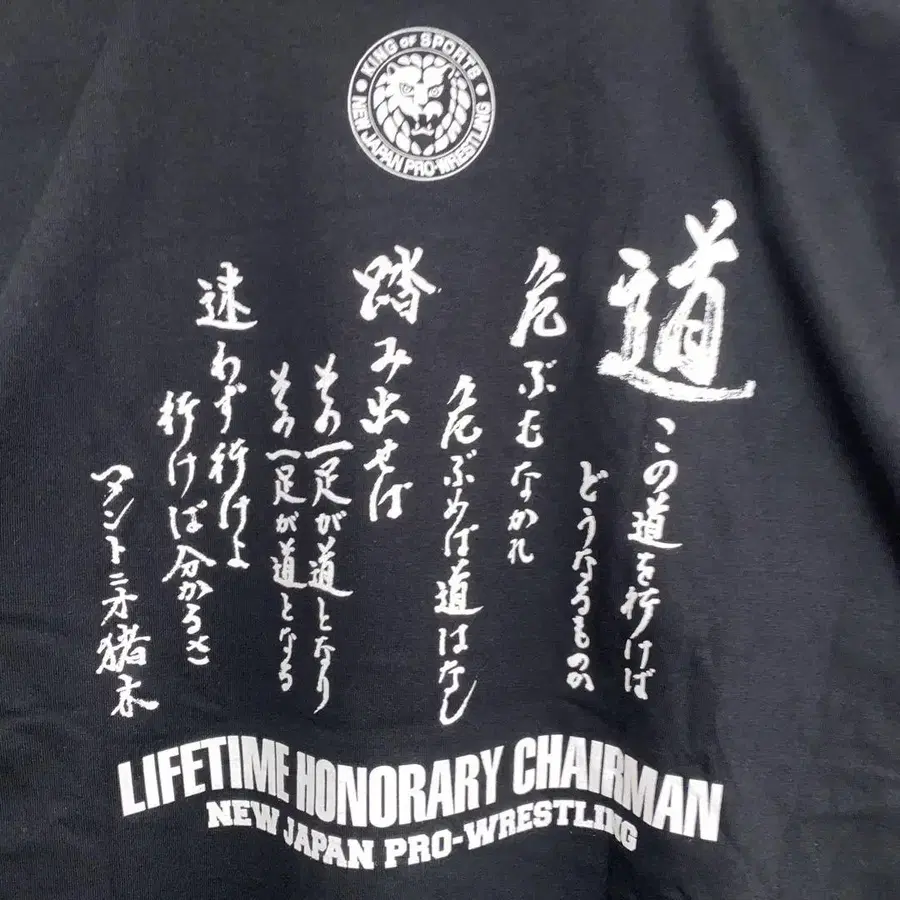 KING OF SPORTS
NEW JAPAN PRO-WRESTLING
道
この道を行けば
どうなるものか
危ぶむなかれ
危ぶめば道はなし
踏み出せば
その一足が道となり
その一足が道となる
迷わず行けよ
行けば分かるさ
アントニオ猪木
LIFETIME HONORARY CHAIRMAN
NEW JAPAN PRO-WRESTLING